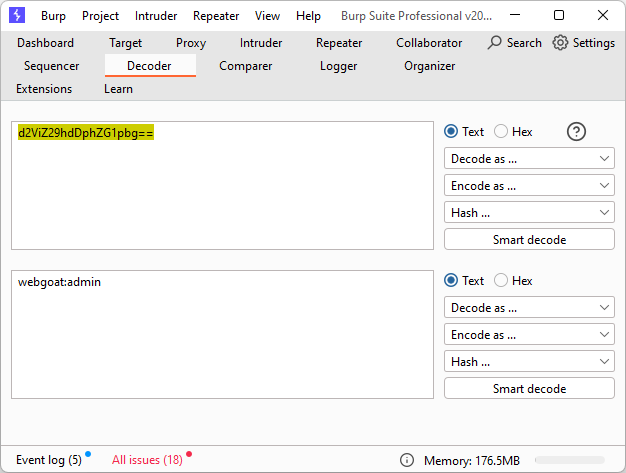 Burp Project Intruder Repeater View Help Burp Suite Professional v20...
Dashboard Target Proxy Intruder Repeater Collaborator Search Settings
Sequencer Decoder Comparer Logger Organizer
Extensions Learn
d2ViZ29hdDphZG1pbg==
Text Hex ?
Decode as ...
Encode as ...
Hash ...
Smart decode
webgoat:admin
Text Hex
Decode as ...
Encode as ...
Hash ...
Smart decode
Event log (5) All issues (18) Memory: 176.5MB